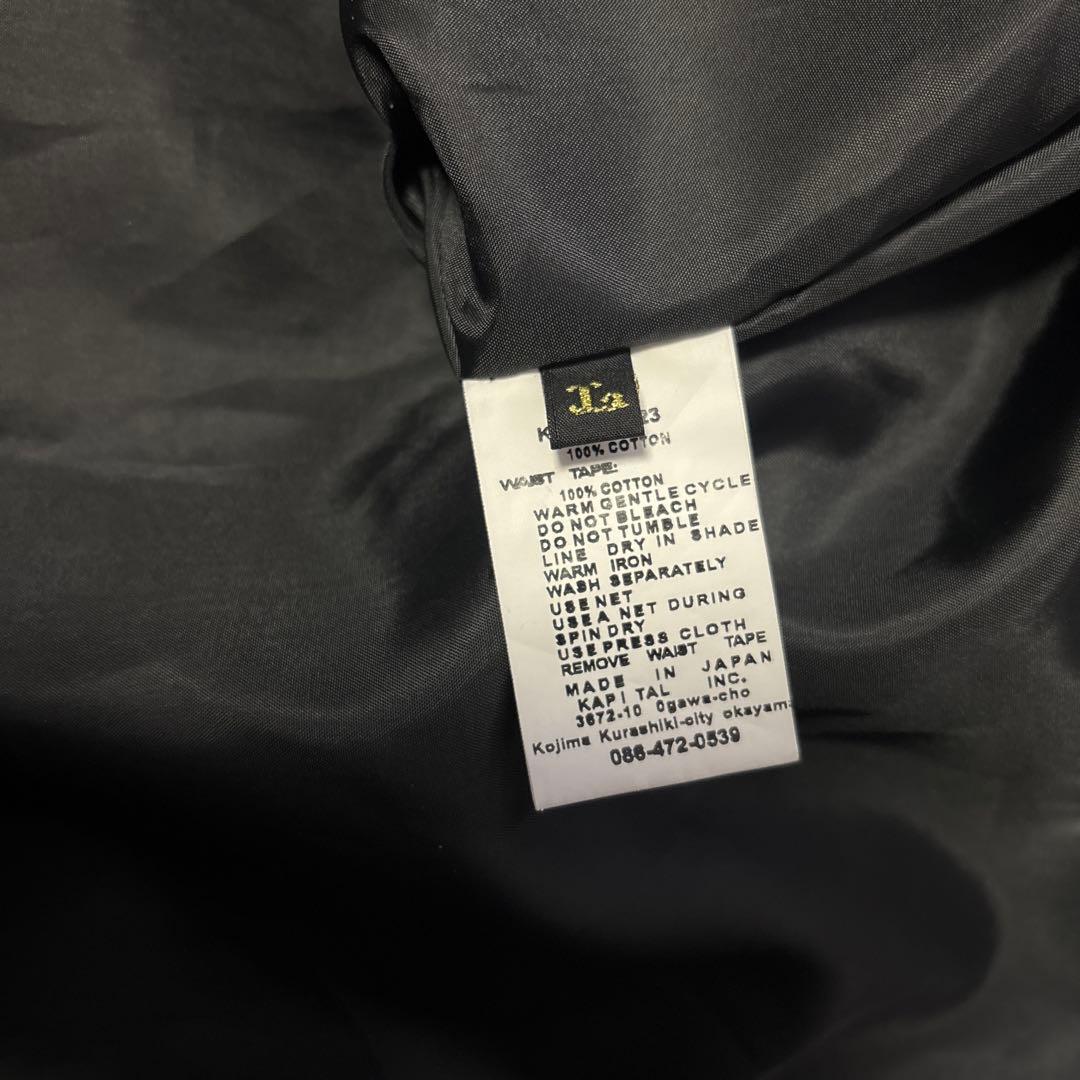 K 23
100% COTTON
WAIST TAPE:
100% COTTON
WARM GENTLE CYCLE
DO NOT BLEACH
DO NOT TUMBLE
LINE DRY IN SHADE
WARM IRON
WASH SEPARATELY
USE NET
USE A NET DURING
SPIN DRY
USE PRESS CLOTH
REMOVE WAIST TAPE
MADE IN JAPAN
KAPITAL INC.
3672-10 Ogawa-cho
Kojima Kurashiki-city okayam
086-472-0539